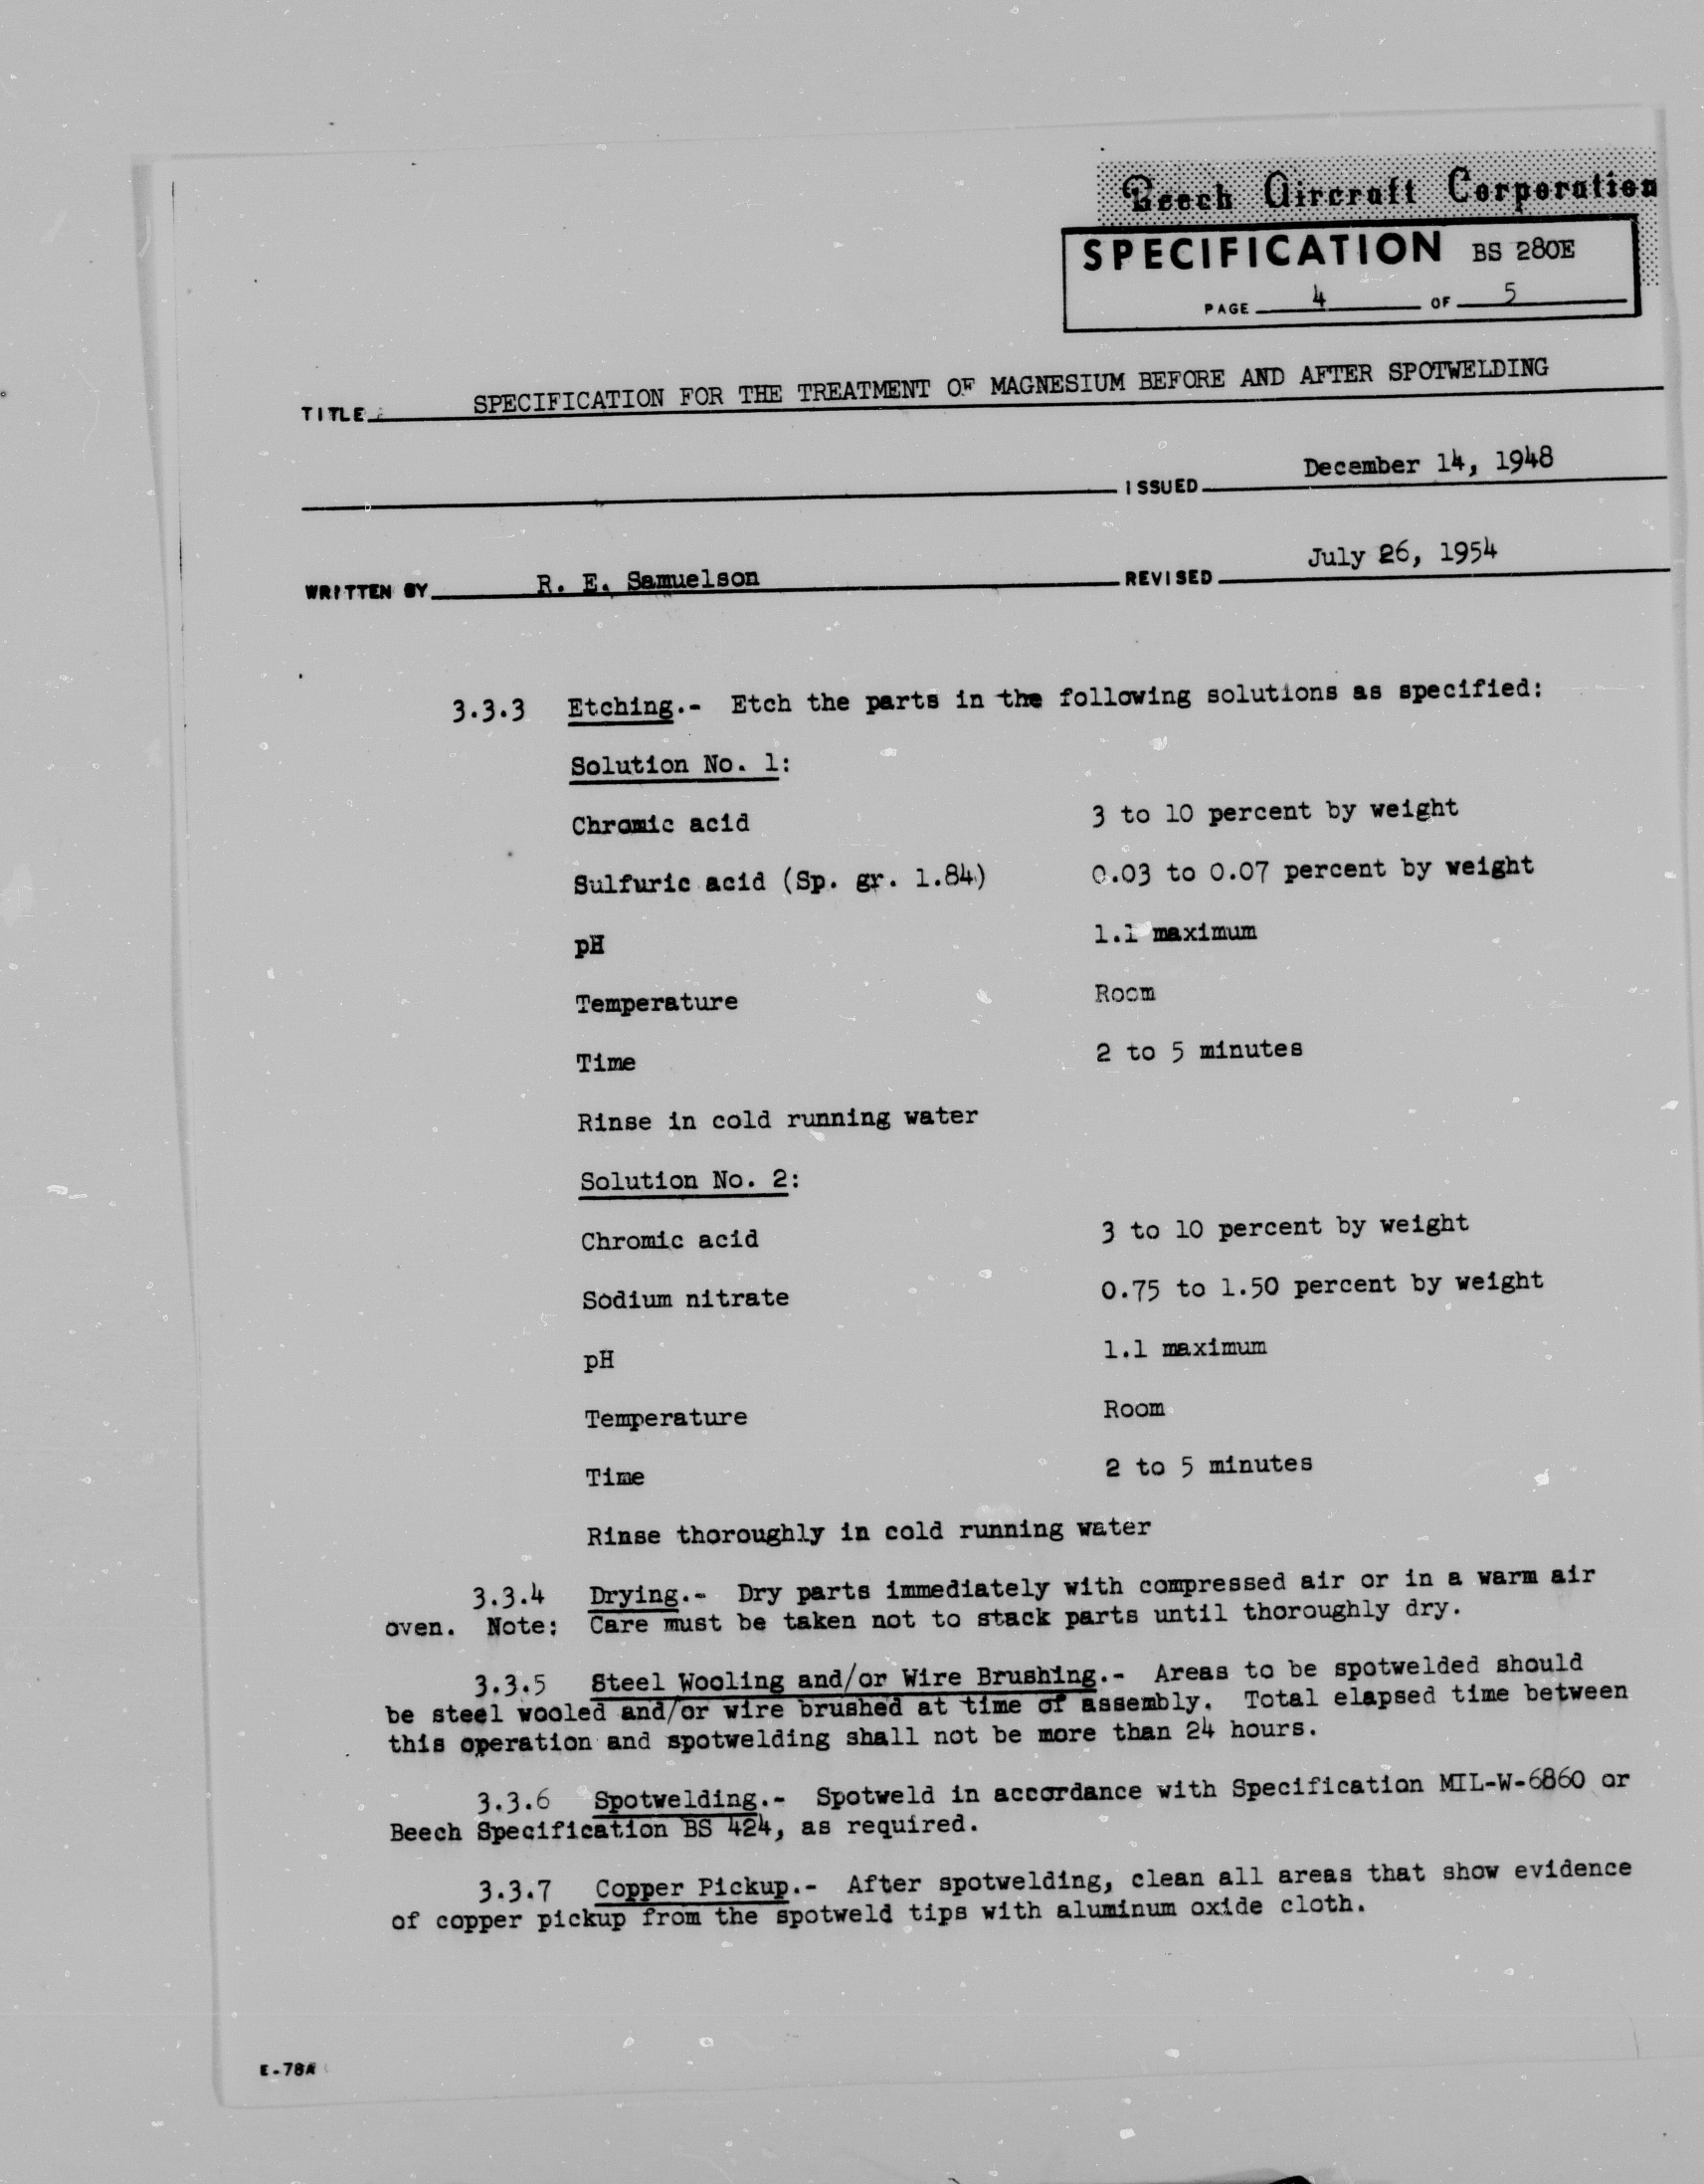 Beech Aircraft Corporation
SPECIFICATION BS 280E
PAGE 4 OF 5
TITLE SPECIFICATION FOR THE TREATMENT OF MAGNESIUM BEFORE AND AFTER SPOTWELDING
ISSUED December 14, 1948
WRITTEN BY R. E. Samuelson REVISED July 26, 1954
3.3.3 Etching.- Etch the parts in the following solutions as specified:
Solution No. 1:
Chromic acid 3 to 10 percent by weight
Sulfuric acid (Sp. gr. 1.84) 0.03 to 0.07 percent by weight
pH 1.1 maximum
Temperature Room
Time 2 to 5 minutes
Rinse in cold running water
Solution No. 2:
Chromic acid 3 to 10 percent by weight
Sodium nitrate 0.75 to 1.50 percent by weight
pH 1.1 maximum
Temperature Room
Time 2 to 5 minutes
Rinse thoroughly in cold running water
3.3.4 Drying.- Dry parts immediately with compressed air or in a warm air
oven. Note: Care must be taken not to stack parts until thoroughly dry.
3.3.5 Steel Wooling and/or Wire Brushing.- Areas to be spotwelded should
be steel wooled and/or wire brushed at time of assembly. Total elapsed time between
this operation and spotwelding shall not be more than 24 hours.
3.3.6 Spotwelding.- Spotweld in accordance with Specification MIL-W-6860 or
Beech Specification BS 424, as required.
3.3.7 Copper Pickup.- After spotwelding, clean all areas that show evidence
of copper pickup from the spotweld tips with aluminum oxide cloth.
E-78A